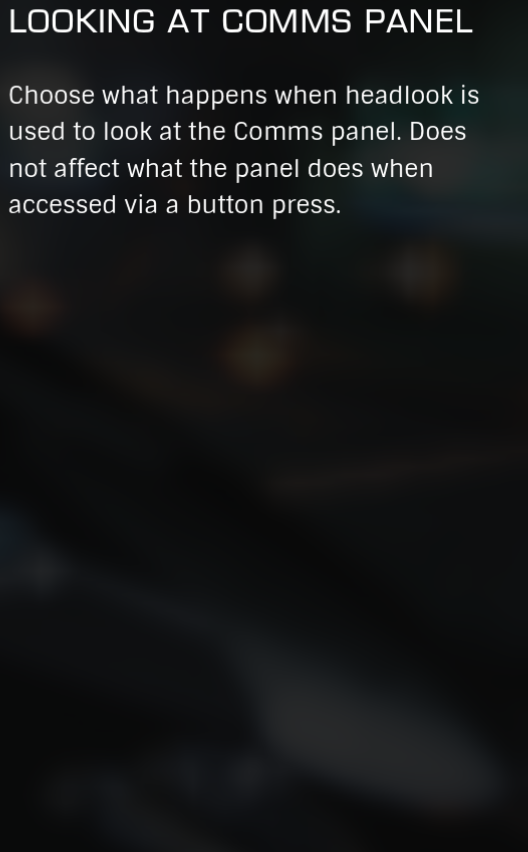 LOOKING AT COMMS PANEL
Choose what happens when headlook is
used to look at the Comms panel. Does
not affect what the panel does when
accessed via a button press.